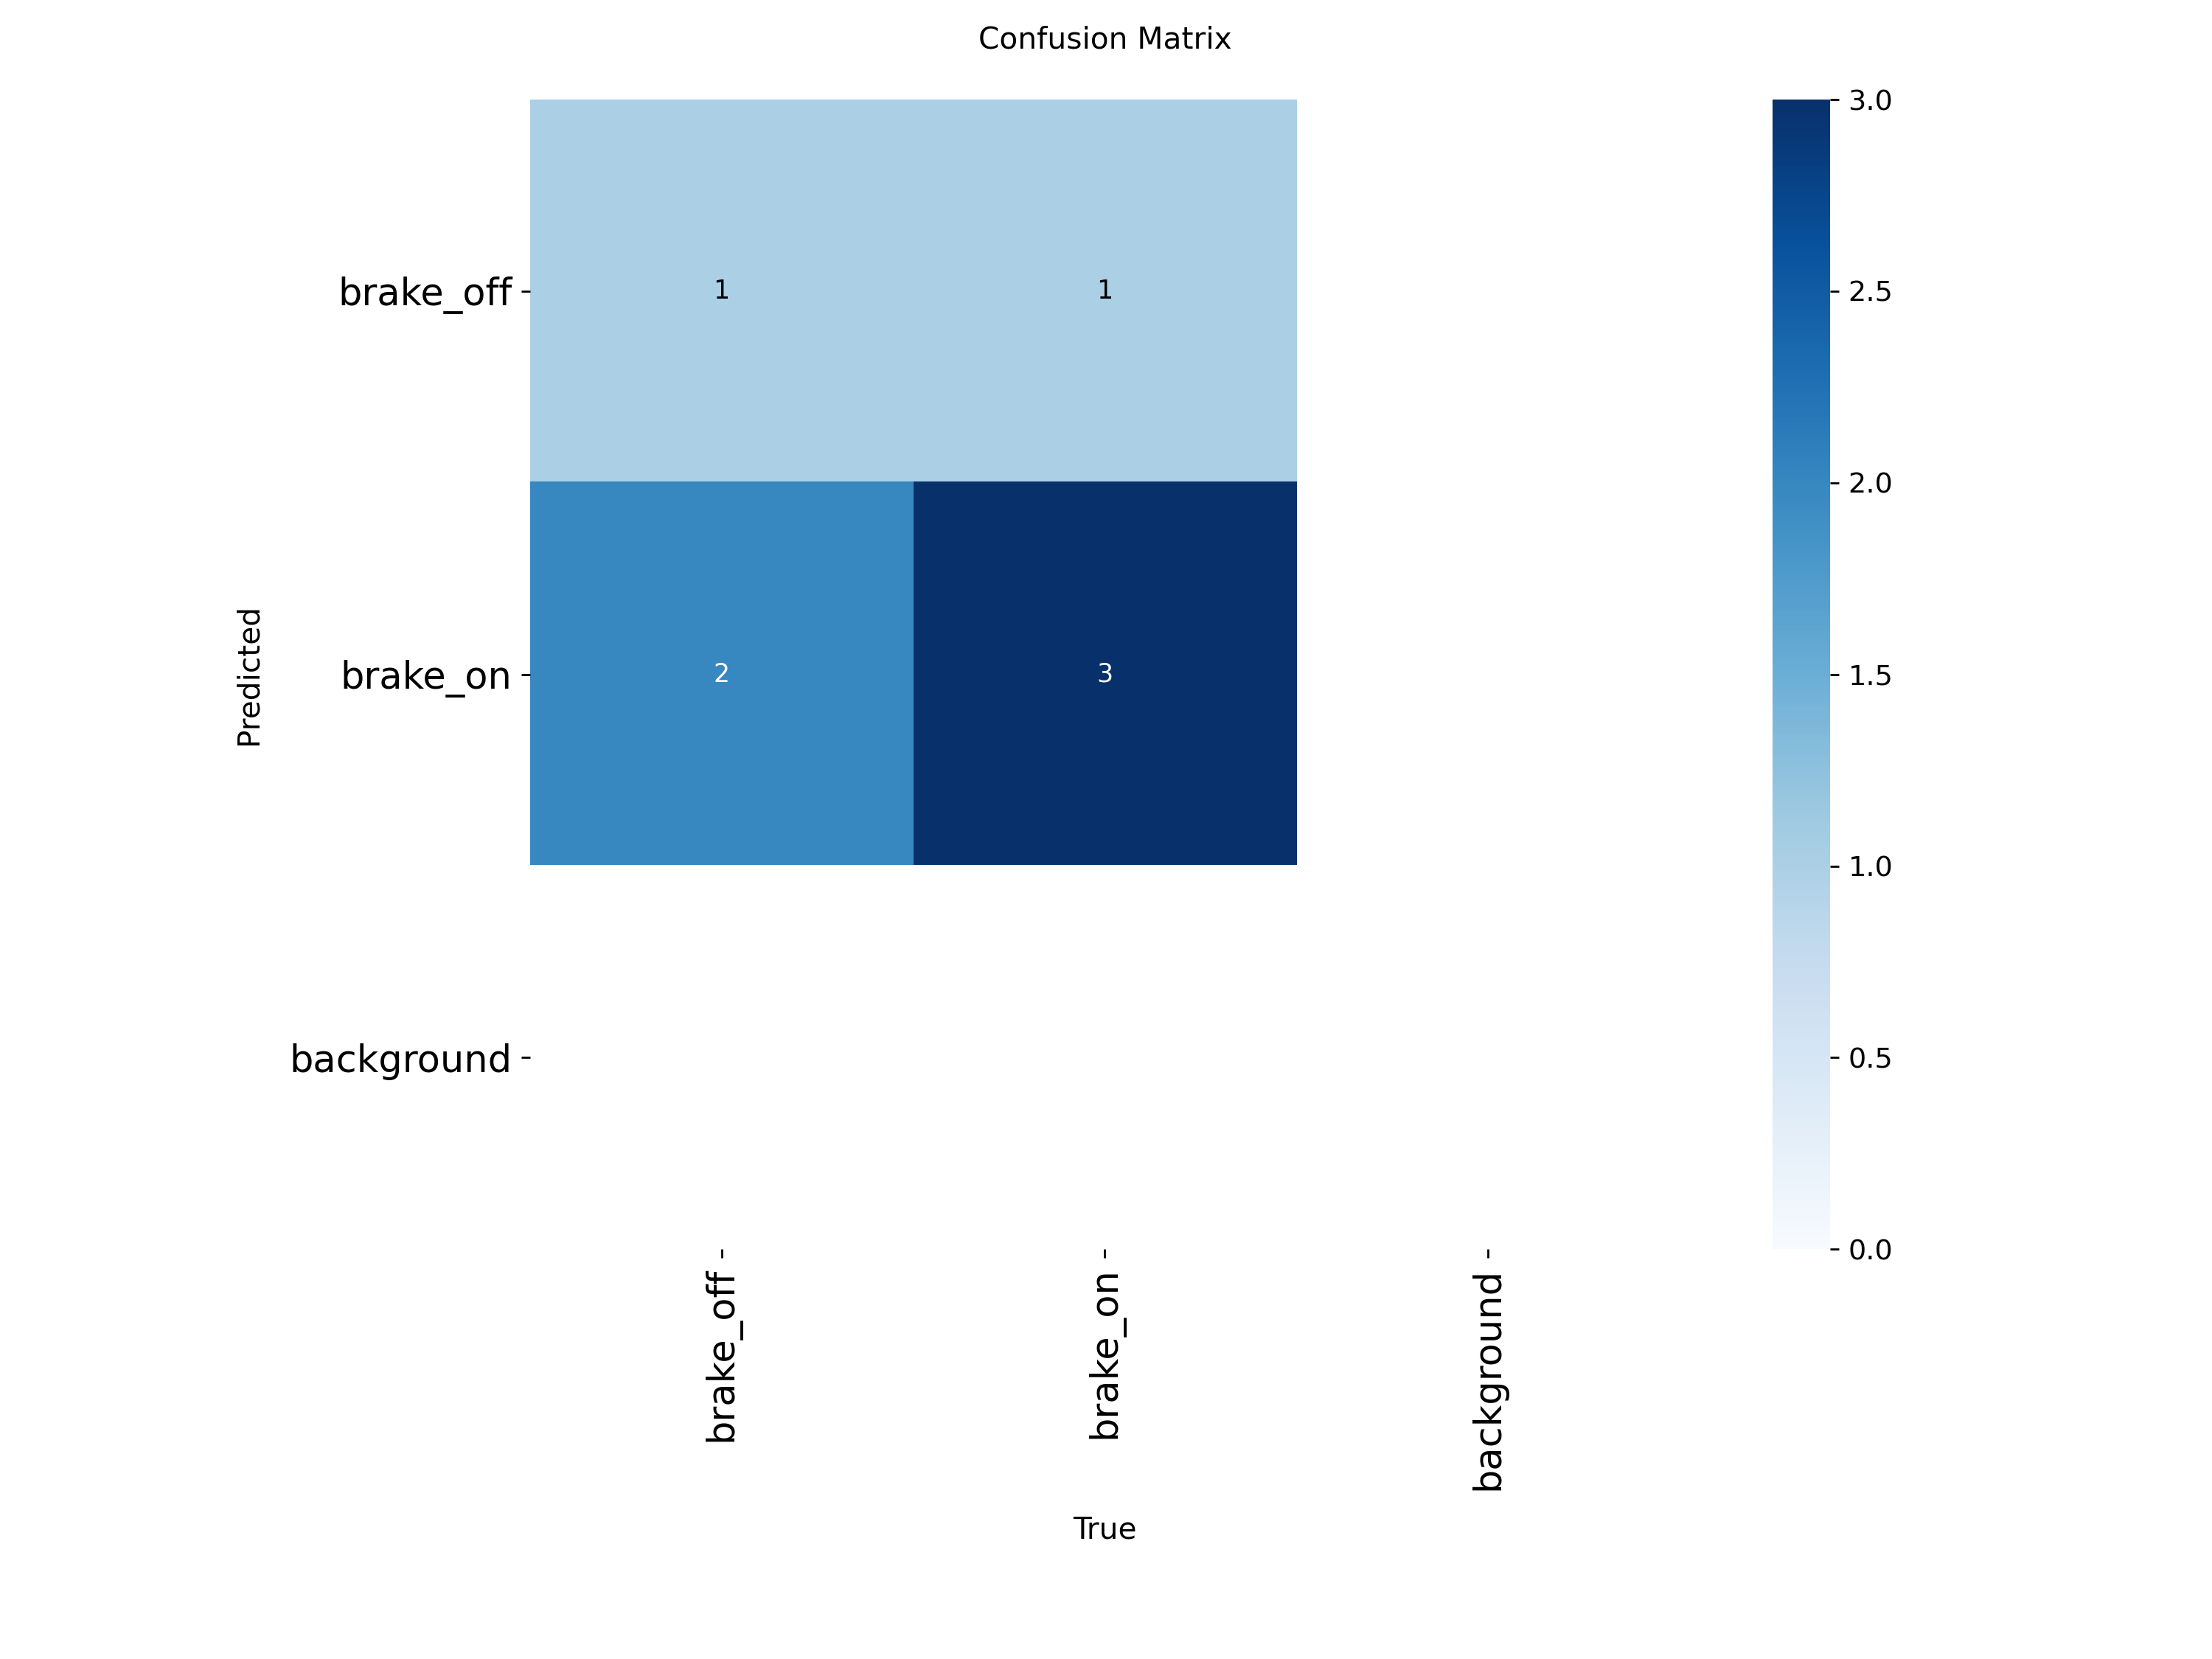 Confusion Matrix
Predicted
brake_off
brake_on
background
1 1
2 3
brake_off
brake_on
background
True
3.0
2.5
2.0
1.5
1.0
0.5
0.0